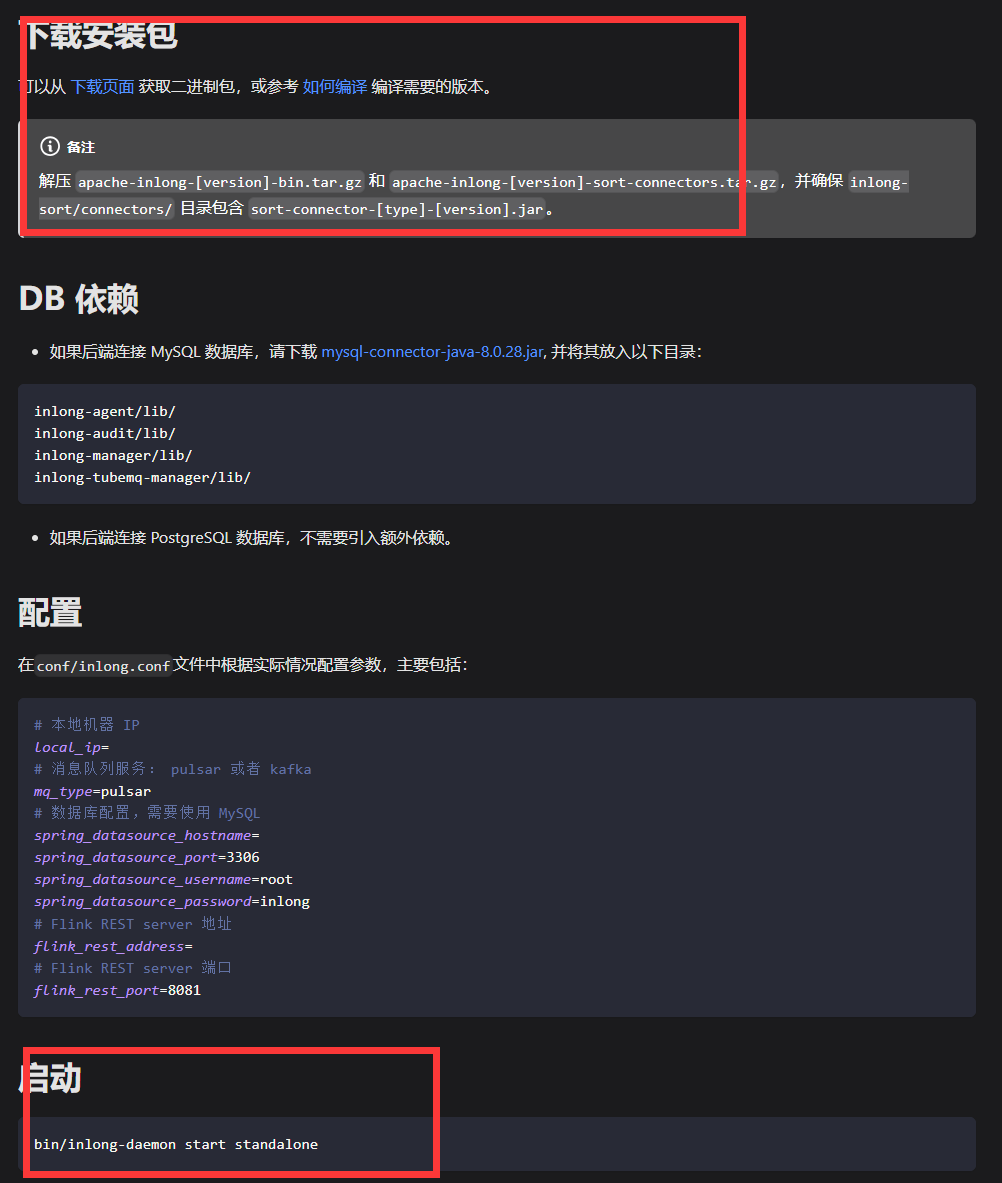 下载安装包
可以从 下载页面 获取二进制包，或参考 如何编译 编译需要的版本。
备注
解压 apache-inlong-[version]-bin.tar.gz 和 apache-inlong-[version]-sort-connectors.tar.gz，并确保 inlong-
sort/connectors/ 目录包含 sort-connector-[type]-[version].jar。
DB 依赖
如果后端连接 MySQL 数据库，请下载 mysql-connector-java-8.0.28.jar, 并将其放入以下目录：
inlong-agent/lib/
inlong-audit/lib/
inlong-manager/lib/
inlong-tubemq-manager/lib/
如果后端连接 PostgreSQL 数据库，不需要引入额外依赖。
配置
在conf/inlong.conf文件中根据实际情况配置参数，主要包括：
# 本地机器 IP
local_ip=
# 消息队列服务： pulsar 或者 kafka
mq_type=pulsar
# 数据库配置，需要使用 MySQL
spring_datasource_hostname=
spring_datasource_port=3306
spring_datasource_username=root
spring_datasource_password=inlong
# Flink REST server 地址
flink_rest_address=
# Flink REST server 端口
flink_rest_port=8081
启动
bin/inlong-daemon start standalone